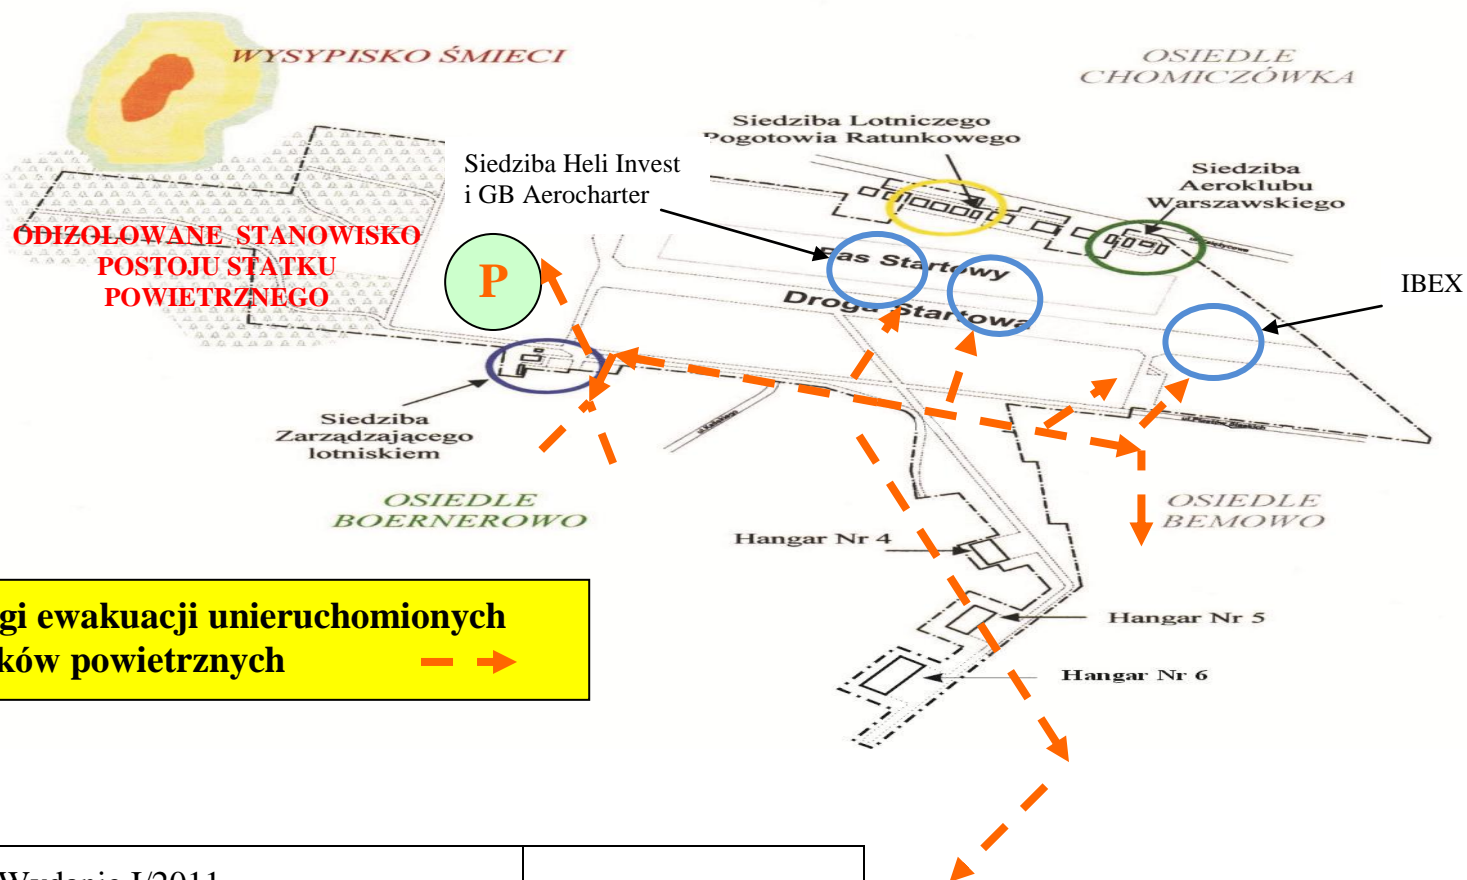 WYSYPISKO ŚMIECI
OSIEDLE
CHOMICZÓWKA
Siedziba Lotniczego
Pogotowia Ratunkowego
Siedziba Heli Invest
i GB Aerocharter
Siedziba
Aeroklubu
Warszawskiego
ODIZOLOWANE STANOWISKO
POSTOJU STATKU
POWIETRZNEGO
P
Pas Startowy
Droga Startowa
IBEX
Siedziba
Zarządzającego
lotniskiem
OSIEDLE
BOERNEROWO
OSIEDLE
BEMOWO
Hangar Nr 4
Hangar Nr 5
Hangar Nr 6
gi ewakuacji unieruchomionych
ków powietrznych
Wydanie I/2011